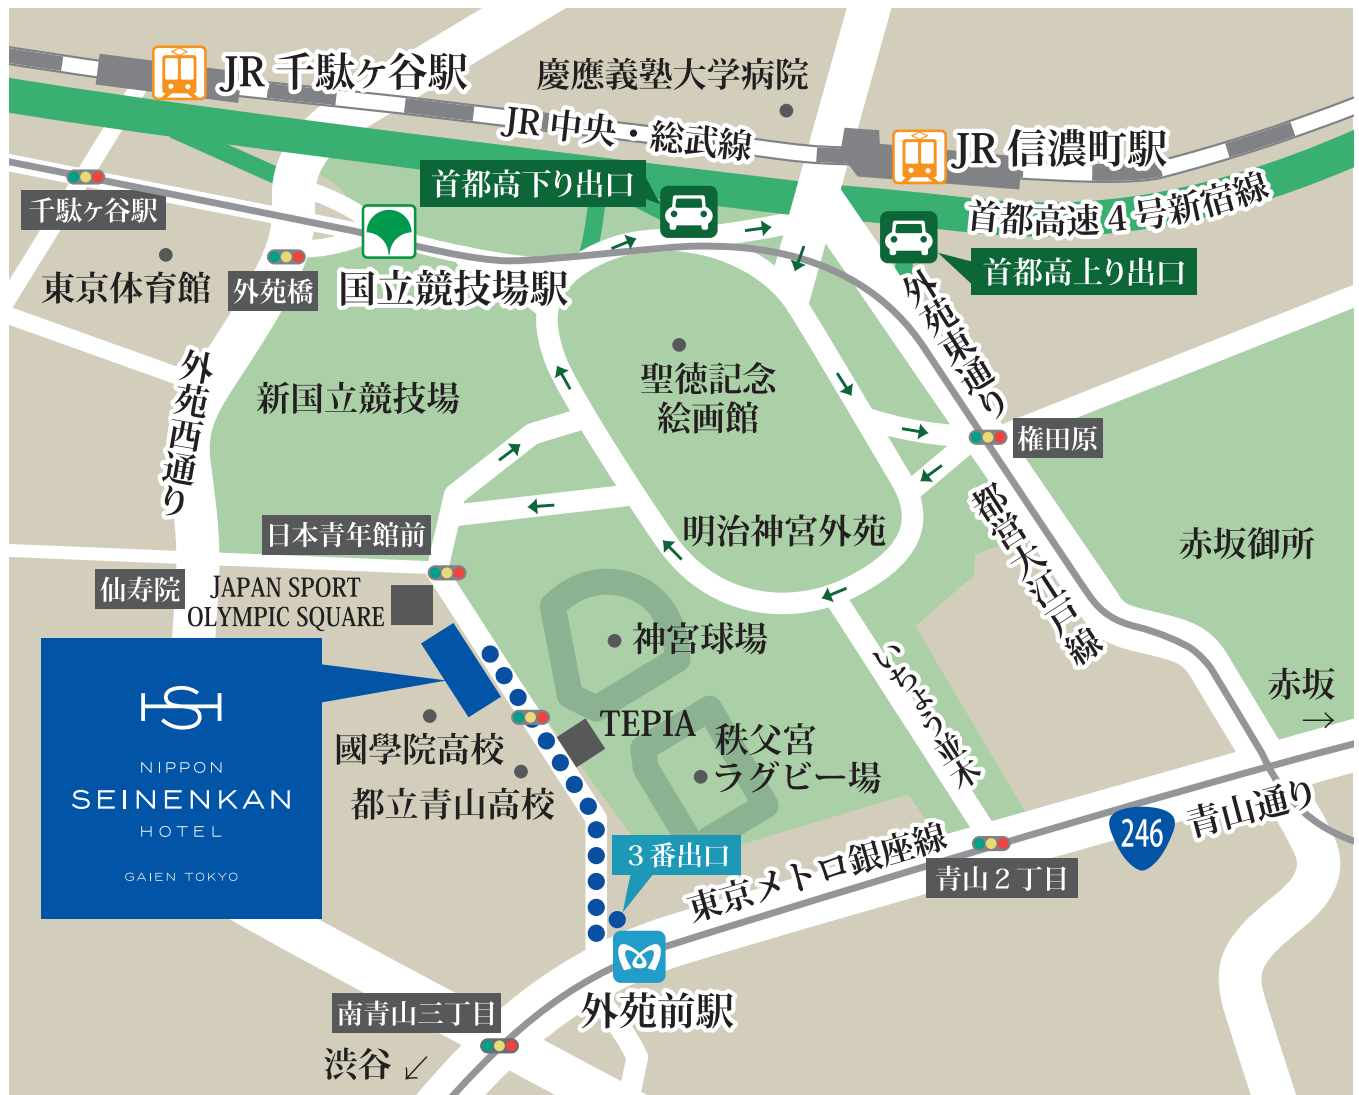 JR 千駄ヶ谷駅
慶應義塾大学病院
JR 中央・総武線
JR 信濃町駅
首都高下り出口
千駄ヶ谷駅
首都高速4号新宿線
東京体育館
外苑橋
国立競技場駅
首都高上り出口
外苑東通り
外苑西通り
新国立競技場
聖徳記念
絵画館
権田原
日本青年館前
明治神宮外苑
都営大江戸線
赤坂御所
仙寿院
JAPAN SPORT
OLYMPIC SQUARE
神宮球場
いちょう並木
赤坂
→
NIPPON
SEINENKAN
HOTEL
GAIEN TOKYO
國學院高校
TEPIA
秩父宮
ラグビー場
都立青山高校
3番出口
東京メトロ銀座線
青山2丁目
246
青山通り
外苑前駅
南青山三丁目
渋谷 ↙